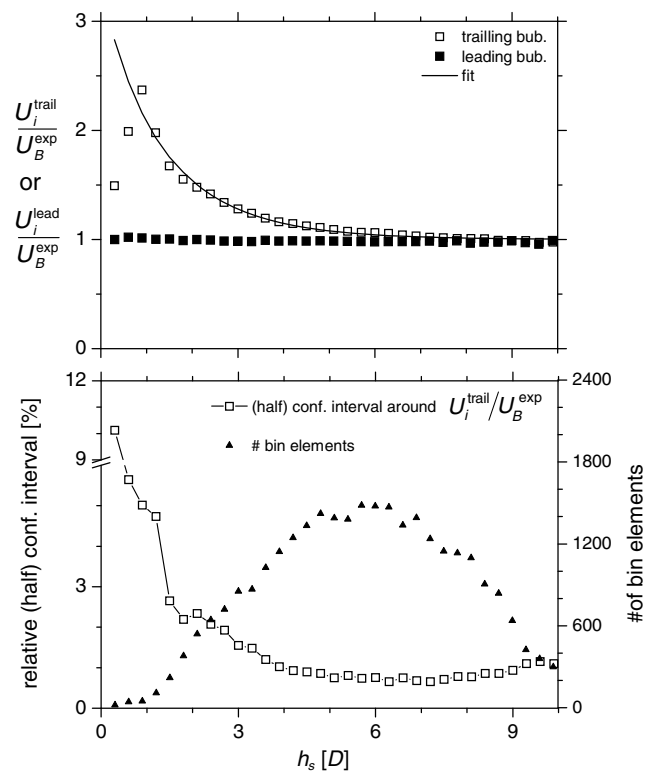 3
2
1
0
U_i^trail / U_B^exp
or
U_i^lead / U_B^exp
trailling bub.
leading bub.
fit
12
9
3
0
relative (half) conf. interval [%]
(half) conf. interval around U_i^trail/U_B^exp
# bin elements
2400
1800
1200
600
0
#of bin elements
0 3 6 9
h_s [D]